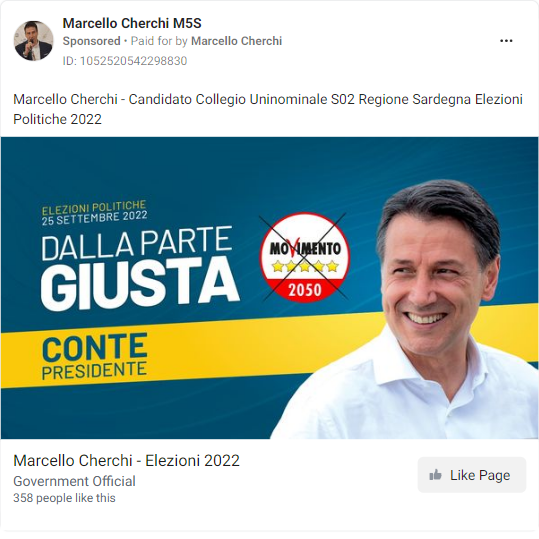 Marcello Cherchi M5S
Sponsored • Paid for by Marcello Cherchi
ID: 1052520542298830
Marcello Cherchi - Candidato Collegio Uninominale S02 Regione Sardegna Elezioni
Politiche 2022
ELEZIONI POLITICHE
25 SETTEMBRE 2022
DALLA PARTE
GIUSTA
MOVIMENTO
2050
CONTE
PRESIDENTE
Marcello Cherchi - Elezioni 2022
Government Official
358 people like this
Like Page